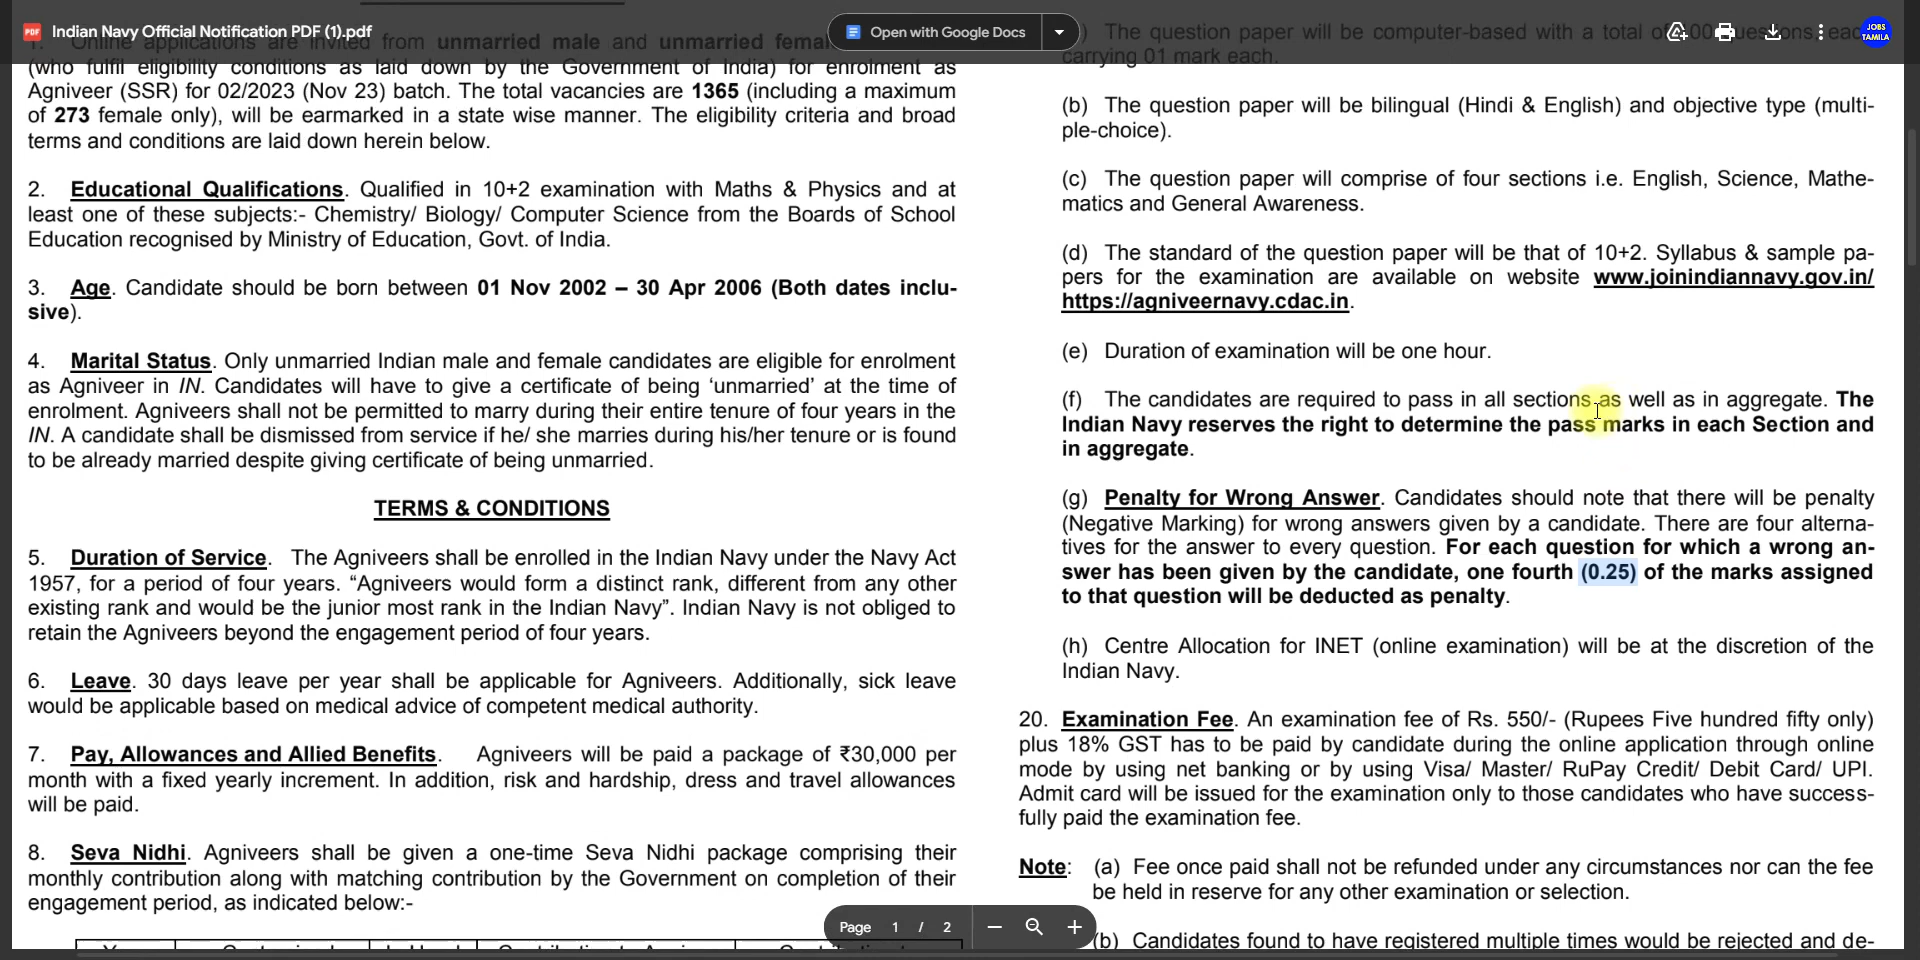 Indian Navy Official Notification PDF (1).pdf
Open with Google Docs
JOBS
TAMILA
1. Online applications are invited from unmarried male and unmarried femal
(who fulfil eligibility conditions as laid down by the Government of India) for enrolment as
Agniveer (SSR) for 02/2023 (Nov 23) batch. The total vacancies are 1365 (including a maximum
of 273 female only), will be earmarked in a state wise manner. The eligibility criteria and broad
terms and conditions are laid down herein below.
2. Educational Qualifications. Qualified in 10+2 examination with Maths & Physics and at
least one of these subjects:- Chemistry/ Biology/ Computer Science from the Boards of School
Education recognised by Ministry of Education, Govt. of India.
3. Age. Candidate should be born between 01 Nov 2002 – 30 Apr 2006 (Both dates inclu-
sive).
4. Marital Status. Only unmarried Indian male and female candidates are eligible for enrolment
as Agniveer in IN. Candidates will have to give a certificate of being ‘unmarried’ at the time of
enrolment. Agniveers shall not be permitted to marry during their entire tenure of four years in the
IN. A candidate shall be dismissed from service if he/ she marries during his/her tenure or is found
to be already married despite giving certificate of being unmarried.
TERMS & CONDITIONS
5. Duration of Service. The Agniveers shall be enrolled in the Indian Navy under the Navy Act
1957, for a period of four years. “Agniveers would form a distinct rank, different from any other
existing rank and would be the junior most rank in the Indian Navy”. Indian Navy is not obliged to
retain the Agniveers beyond the engagement period of four years.
6. Leave. 30 days leave per year shall be applicable for Agniveers. Additionally, sick leave
would be applicable based on medical advice of competent medical authority.
7. Pay, Allowances and Allied Benefits. Agniveers will be paid a package of ₹30,000 per
month with a fixed yearly increment. In addition, risk and hardship, dress and travel allowances
will be paid.
8. Seva Nidhi. Agniveers shall be given a one-time Seva Nidhi package comprising their
monthly contribution along with matching contribution by the Government on completion of their
engagement period, as indicated below:-
The question paper will be computer-based with a total of 100 questions, each
carrying 01 mark each.
(b) The question paper will be bilingual (Hindi & English) and objective type (multi-
ple-choice).
(c) The question paper will comprise of four sections i.e. English, Science, Mathe-
matics and General Awareness.
(d) The standard of the question paper will be that of 10+2. Syllabus & sample pa-
pers for the examination are available on website www.joinindiannavy.gov.in/
https://agniveernavy.cdac.in.
(e) Duration of examination will be one hour.
(f) The candidates are required to pass in all sections as well as in aggregate. The
Indian Navy reserves the right to determine the pass marks in each Section and
in aggregate.
(g) Penalty for Wrong Answer. Candidates should note that there will be penalty
(Negative Marking) for wrong answers given by a candidate. There are four alterna-
tives for the answer to every question. For each question for which a wrong an-
swer has been given by the candidate, one fourth (0.25) of the marks assigned
to that question will be deducted as penalty.
(h) Centre Allocation for INET (online examination) will be at the discretion of the
Indian Navy.
20. Examination Fee. An examination fee of Rs. 550/- (Rupees Five hundred fifty only)
plus 18% GST has to be paid by candidate during the online application through online
mode by using net banking or by using Visa/ Master/ RuPay Credit/ Debit Card/ UPI.
Admit card will be issued for the examination only to those candidates who have success-
fully paid the examination fee.
Note: (a) Fee once paid shall not be refunded under any circumstances nor can the fee
be held in reserve for any other examination or selection.
(b) Candidates found to have registered multiple times would be rejected and de-
Page 1 / 2